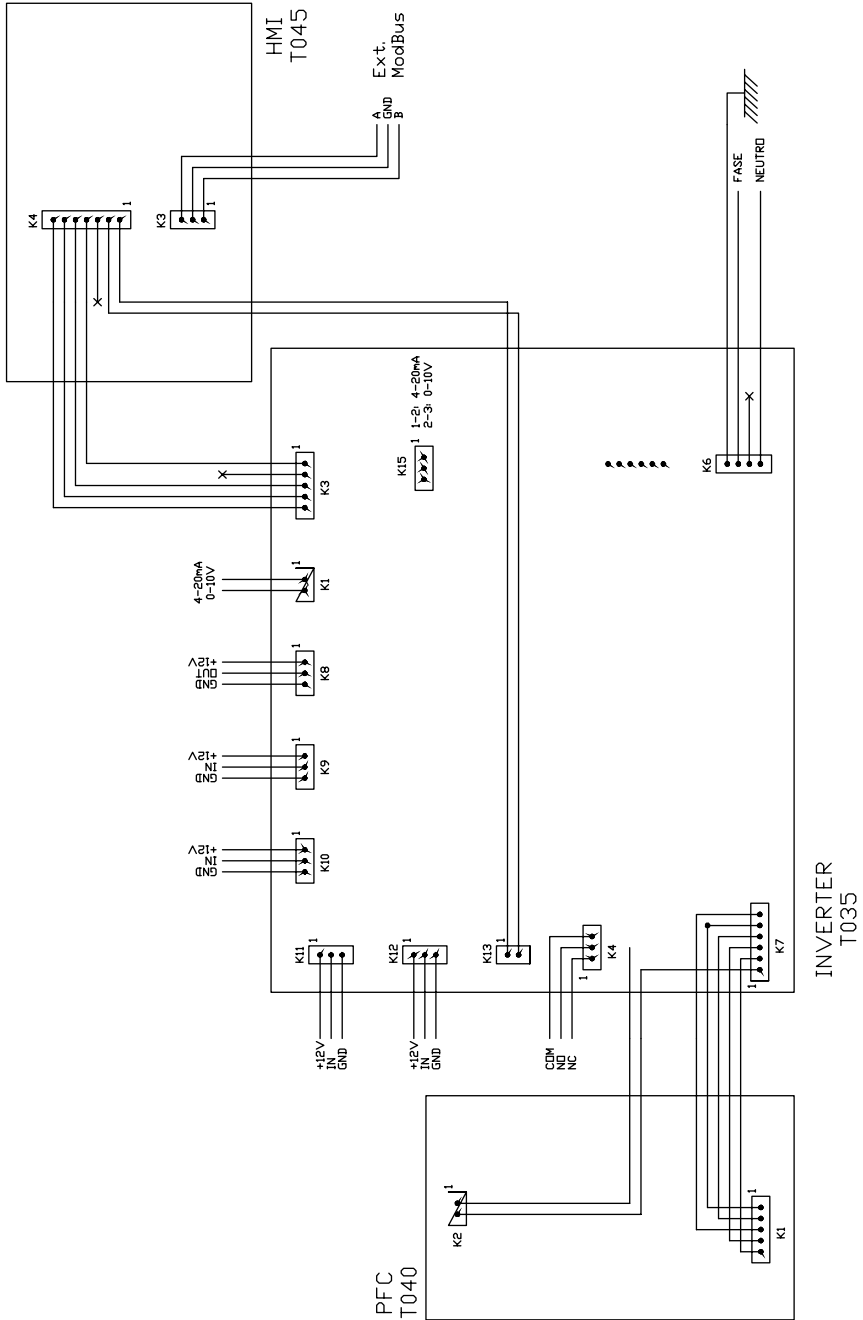 HMI
T045
K4
1
K3
1
A
GND
B
Ext.
ModBus
4-20mA
0-10V
K1
1
K3
1
K15
1
1-2: 4-20mA
2-3: 0-10V
+12V
OUT
GND
K8
1
+12V
IN
GND
K9
1
+12V
IN
GND
K10
1
K11
1
+12V
IN
GND
K12
1
+12V
IN
GND
K13
1
K4
1
COM
NO
NC
K6
FASE
NEUTRO
K7
1
INVERTER
T035
PFC
T040
K2
1
K1
1